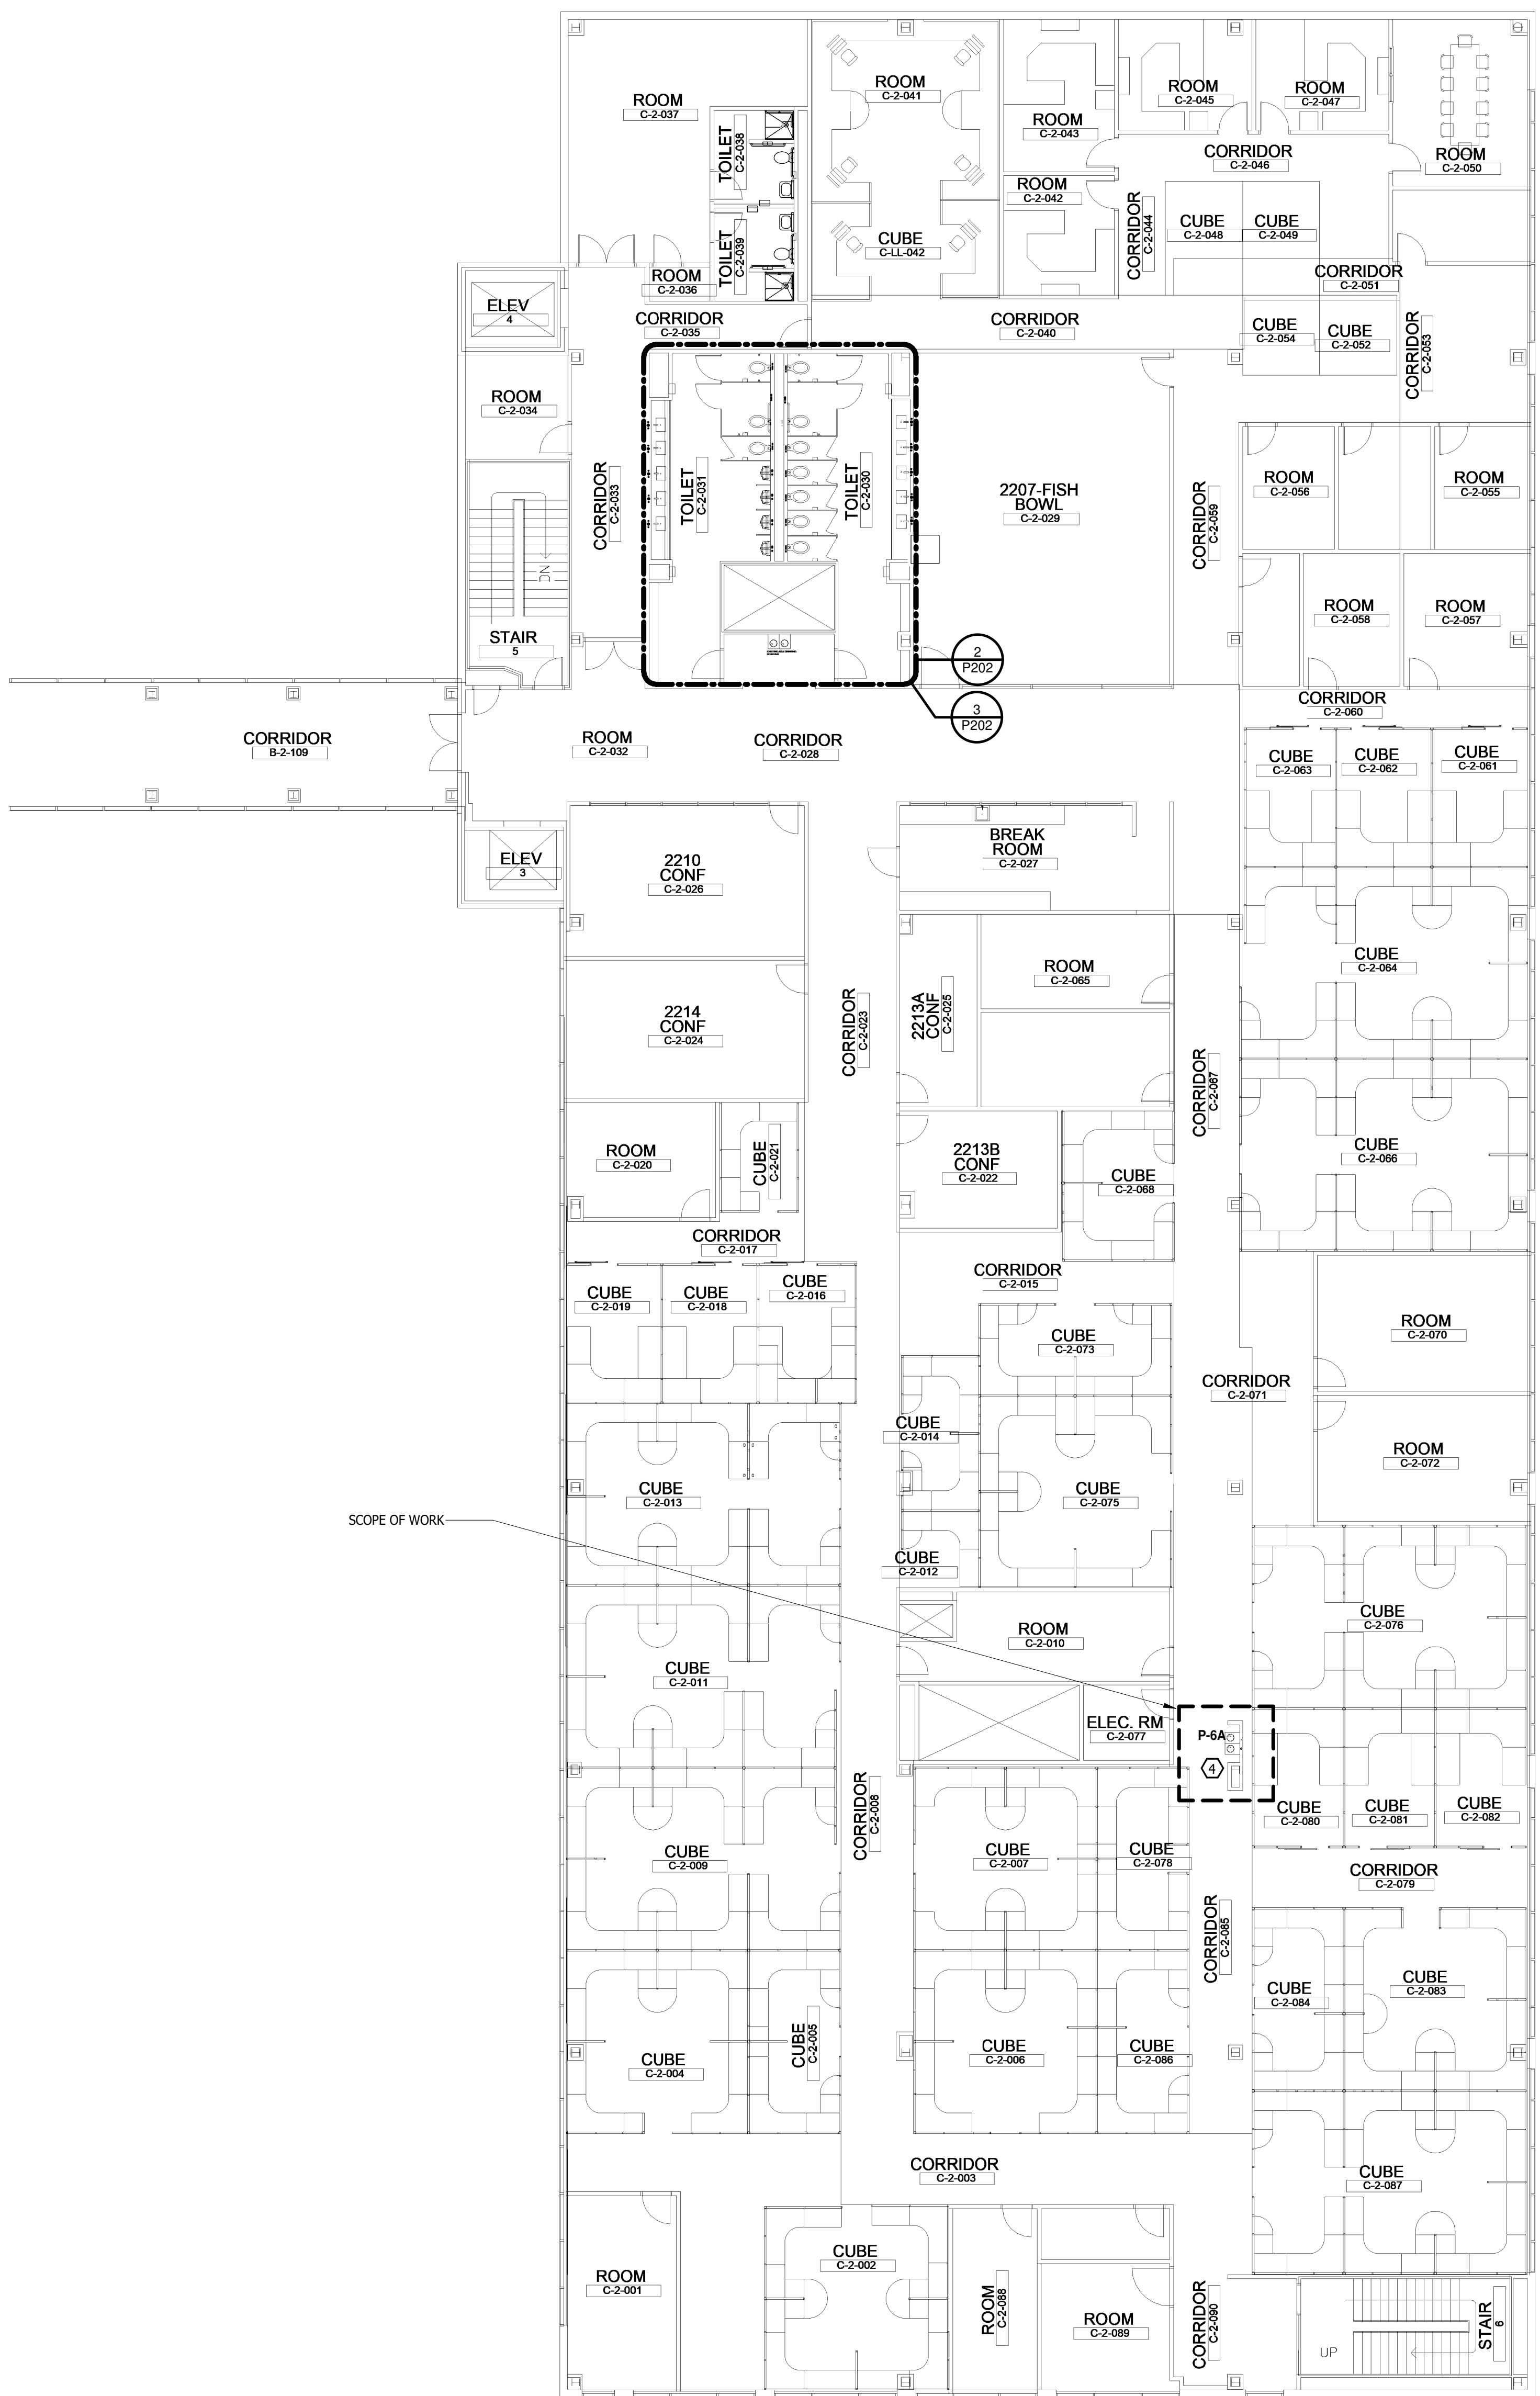 ROOM
C-2-037
TOILET
C-2-038
TOILET
C-2-039
ROOM
C-2-036
ROOM
C-2-041
CUBE
C-LL-042
ROOM
C-2-043
ROOM
C-2-042
ROOM
C-2-045
ROOM
C-2-047
ROOM
C-2-050
CORRIDOR
C-2-046
CORRIDOR
C-2-044
CUBE
C-2-048
CUBE
C-2-049
CORRIDOR
C-2-051
ELEV
4
CORRIDOR
C-2-035
CORRIDOR
C-2-040
CUBE
C-2-054
CUBE
C-2-052
CORRIDOR
C-2-053
ROOM
C-2-034
CORRIDOR
C-2-033
TOILET
C-2-031
TOILET
C-2-030
2207-FISH
BOWL
C-2-029
CORRIDOR
C-2-059
ROOM
C-2-056
ROOM
C-2-055
DN
STAIR
5
ROOM
C-2-058
ROOM
C-2-057
2
P202
3
P202
CORRIDOR
B-2-109
ROOM
C-2-032
CORRIDOR
C-2-028
CORRIDOR
C-2-060
CUBE
C-2-063
CUBE
C-2-062
CUBE
C-2-061
ELEV
3
2210
CONF
C-2-026
BREAK
ROOM
C-2-027
2214
CONF
C-2-024
CORRIDOR
C-2-023
2213A
CONF
C-2-025
ROOM
C-2-065
CUBE
C-2-064
CORRIDOR
C-2-067
ROOM
C-2-020
CUBE
C-2-021
2213B
CONF
C-2-022
CUBE
C-2-068
CUBE
C-2-066
CORRIDOR
C-2-017
CORRIDOR
C-2-015
CUBE
C-2-019
CUBE
C-2-018
CUBE
C-2-016
CUBE
C-2-073
ROOM
C-2-070
CORRIDOR
C-2-071
CUBE
C-2-014
ROOM
C-2-072
CUBE
C-2-013
CUBE
C-2-075
SCOPE OF WORK
CUBE
C-2-012
CUBE
C-2-011
ROOM
C-2-010
CUBE
C-2-076
ELEC. RM
C-2-077
P-6A
4
CORRIDOR
C-2-008
CUBE
C-2-080
CUBE
C-2-081
CUBE
C-2-082
CUBE
C-2-009
CUBE
C-2-007
CUBE
C-2-078
CORRIDOR
C-2-079
CORRIDOR
C-2-085
CUBE
C-2-084
CUBE
C-2-083
CUBE
C-2-004
CUBE
C-2-005
CUBE
C-2-006
CUBE
C-2-086
CORRIDOR
C-2-003
CUBE
C-2-087
ROOM
C-2-001
CUBE
C-2-002
ROOM
C-2-088
ROOM
C-2-089
CORRIDOR
C-2-090
UP
STAIR
6